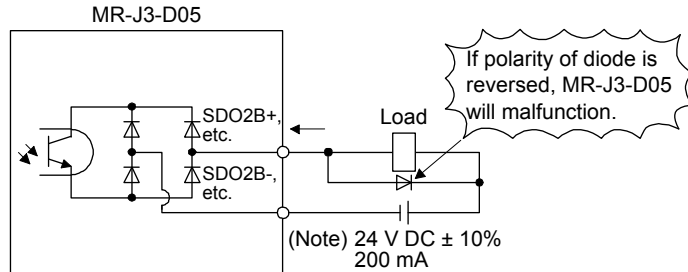 MR-J3-D05
If polarity of diode is
reversed, MR-J3-D05
will malfunction.
SDO2B+,
etc.
Load
SDO2B-,
etc.
(Note) 24 V DC ± 10%
200 mA